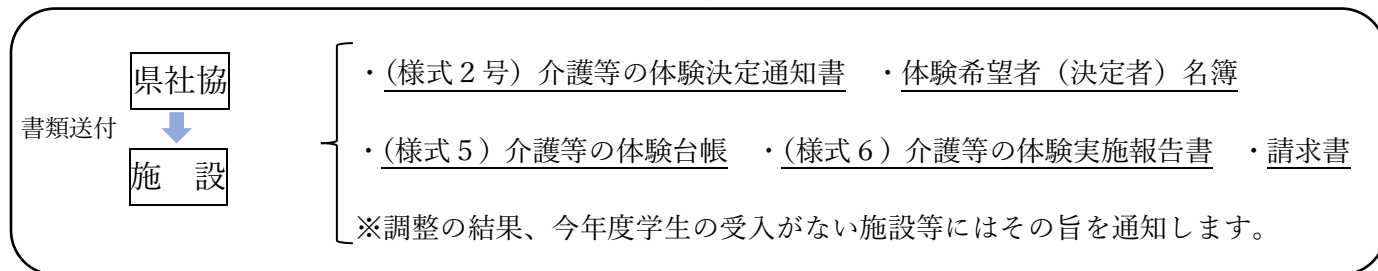 県社協
書類送付
施　設
・(様式２号）介護等の体験決定通知書　・体験希望者（決定者）名簿
・(様式５）介護等の体験台帳　・(様式６）介護等の体験実施報告書　・請求書
※調整の結果、今年度学生の受入がない施設等にはその旨を通知します。